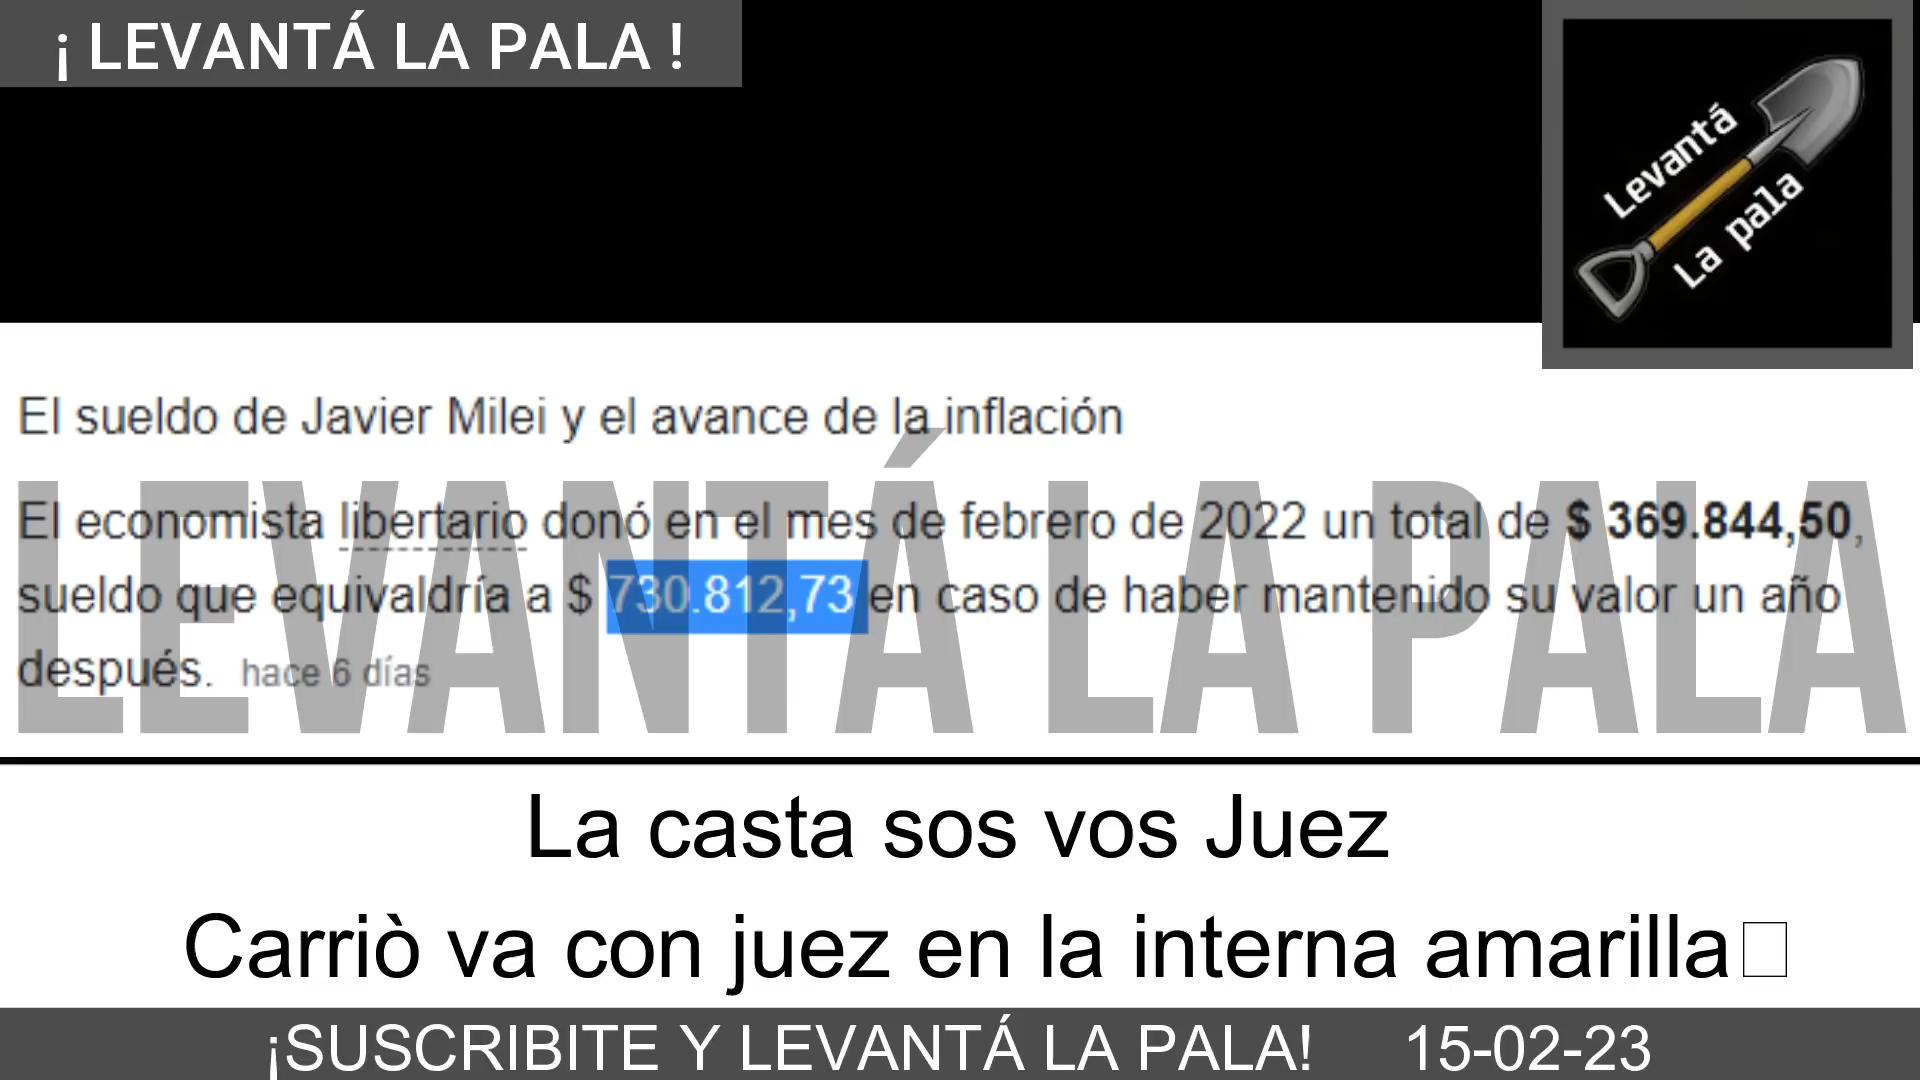 ¡ LEVANTÁ LA PALA !
Levantá
La pala
El sueldo de Javier Milei y el avance de la inflación
LEVANTÁ LA PALA
El economista libertario donó en el mes de febrero de 2022 un total de $ 369.844,50,
sueldo que equivaldría a $ 730.812,73 en caso de haber mantenido su valor un año
después. hace 6 días
La casta sos vos Juez
Carriò va con juez en la interna amarilla
¡SUSCRIBITE Y LEVANTÁ LA PALA! 15-02-23